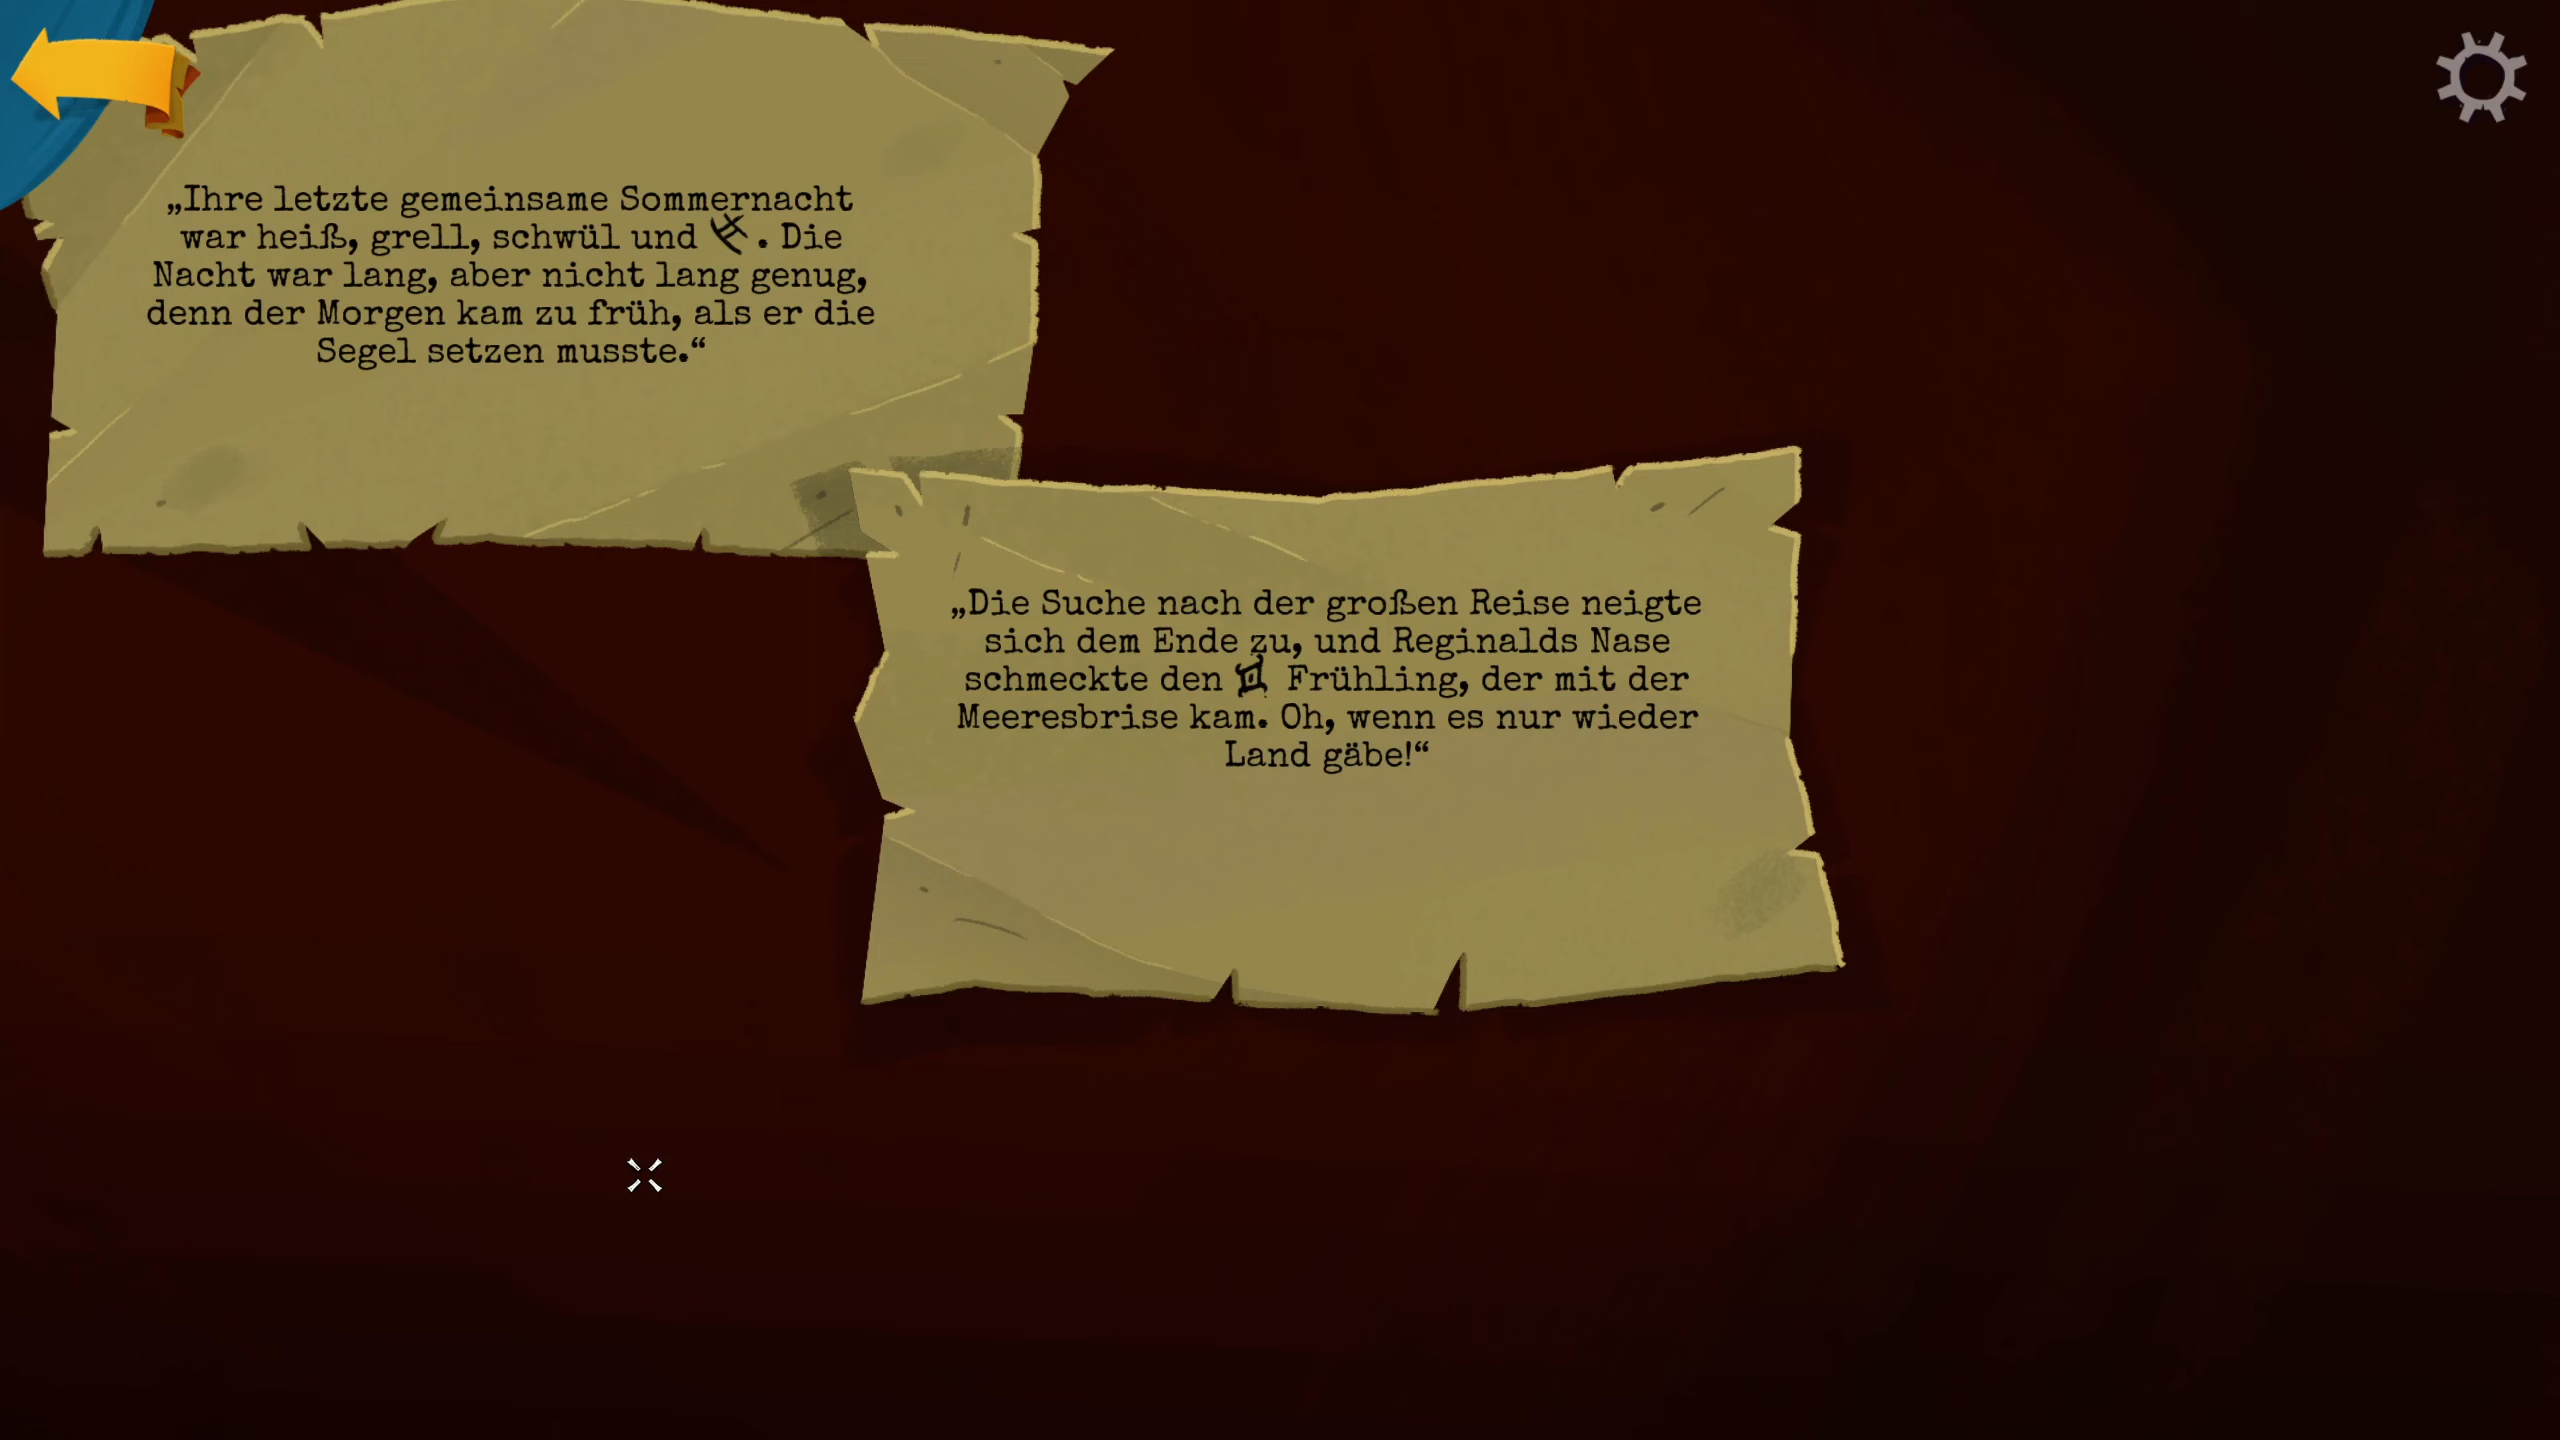 „Ihre letzte gemeinsame Sommernacht
war heiß, grell, schwül und . Die
Nacht war lang, aber nicht lang genug,
denn der Morgen kam zu früh, als er die
Segel setzen musste.“
„Die Suche nach der großen Reise neigte
sich dem Ende zu, und Reginalds Nase
schmeckte den Frühling, der mit der
Meeresbrise kam. Oh, wenn es nur wieder
Land gäbe!“